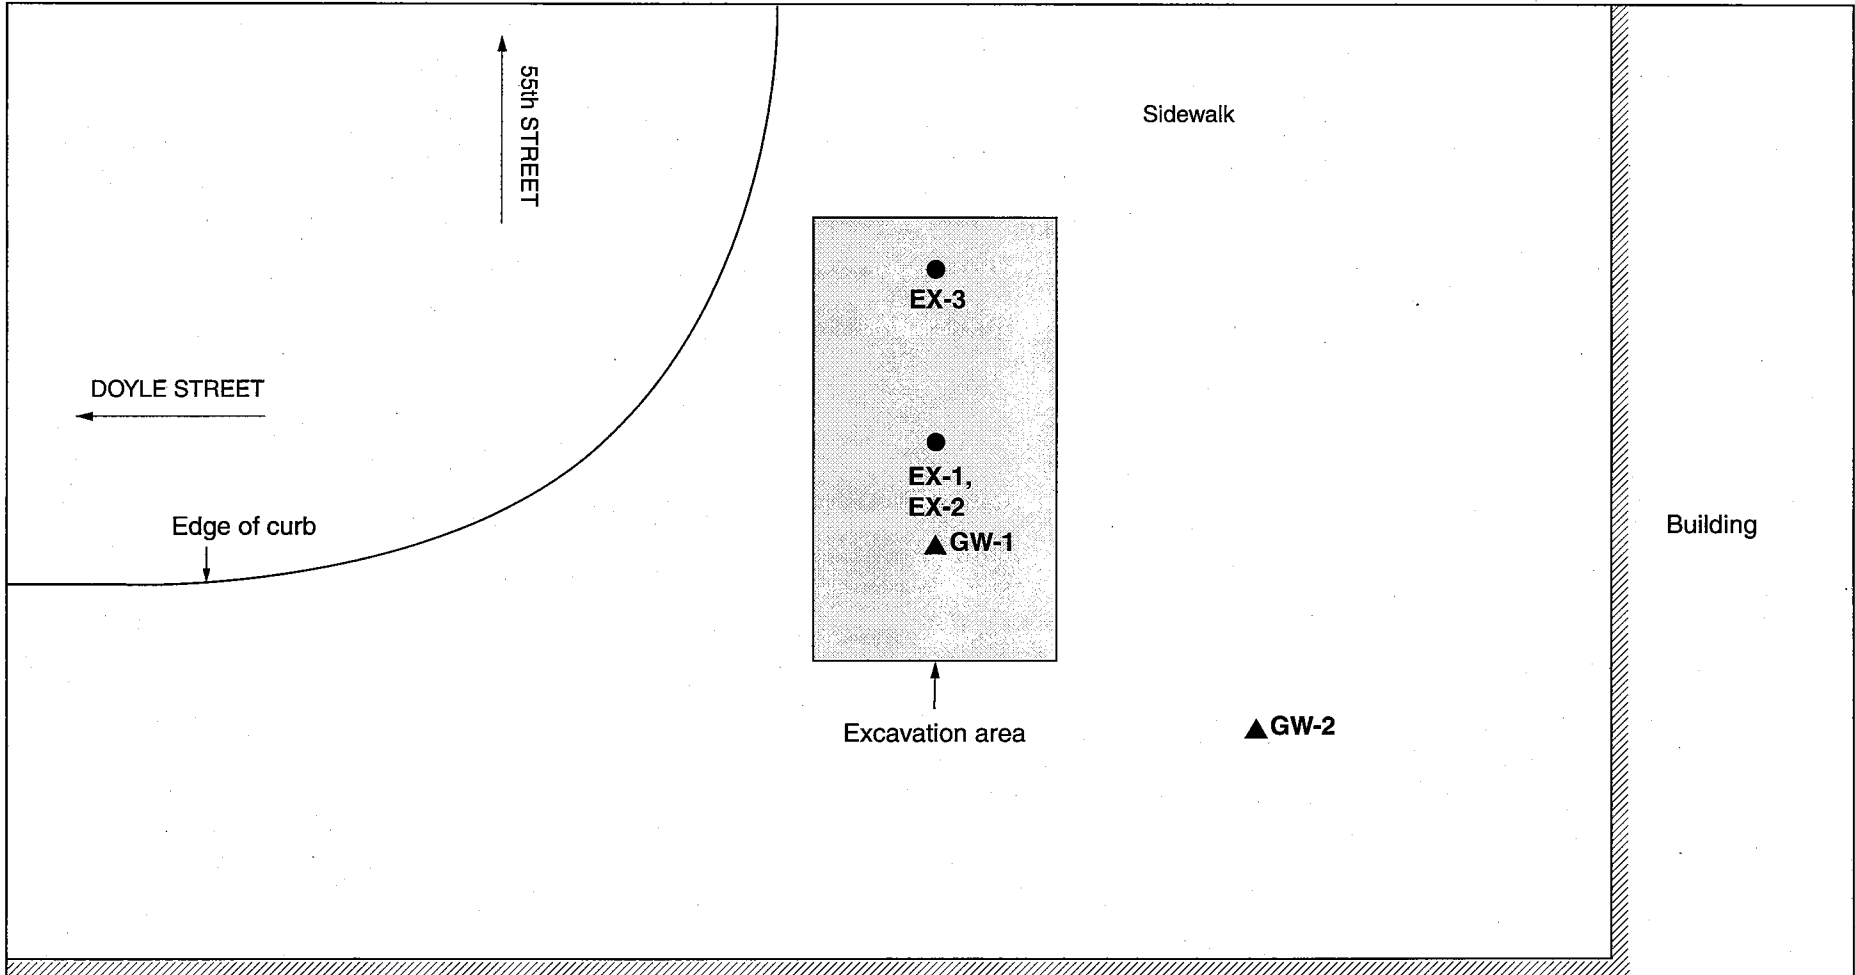 55th STREET
Sidewalk
EX-3
DOYLE STREET
EX-1,
EX-2
Edge of curb
GW-1
Building
Excavation area
GW-2